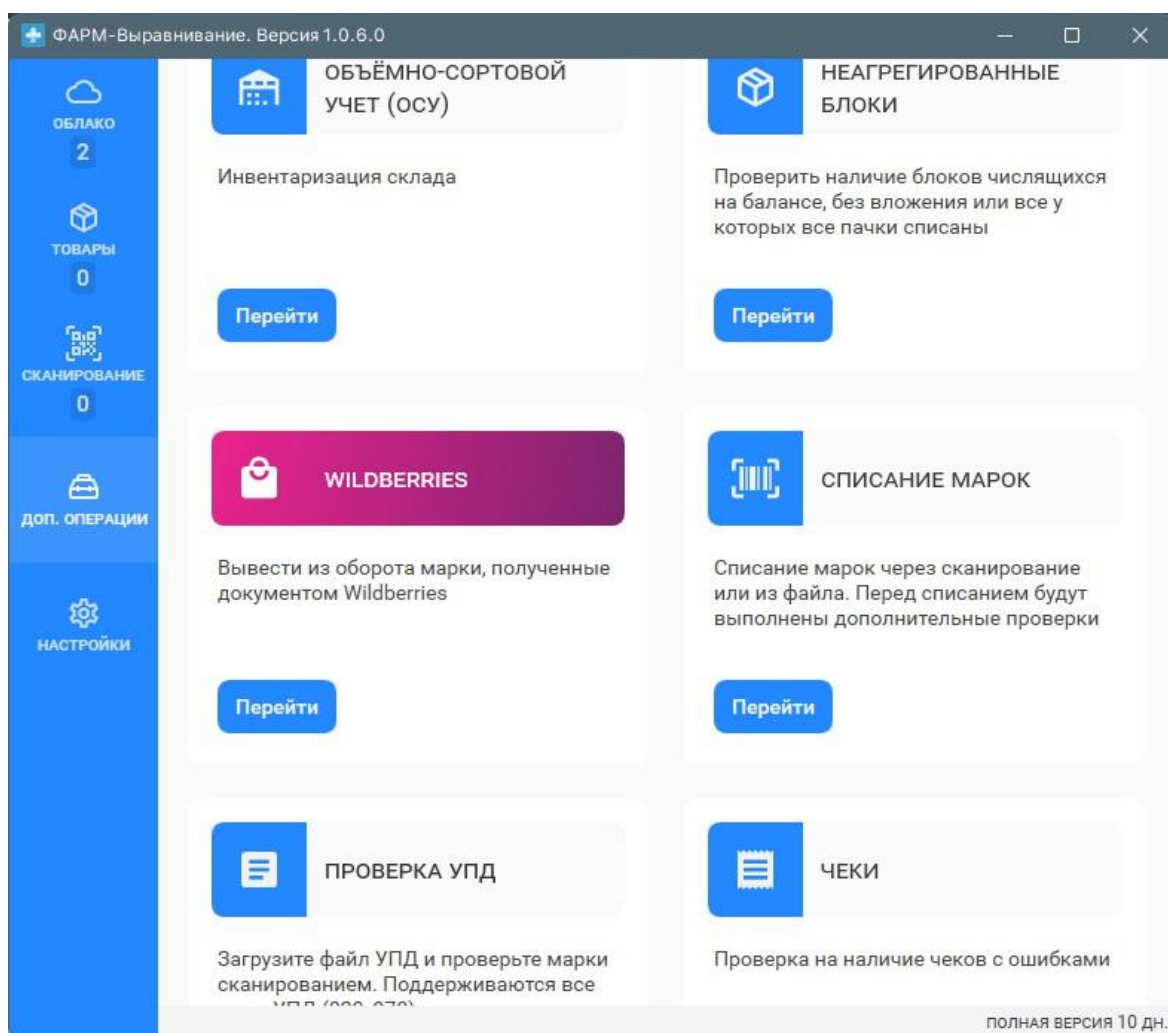 ФАРМ-Выравнивание. Версия 1.0.6.0
ОБЛАКО
2
ТОВАРЫ
0
СКАНИРОВАНИЕ
0
ДОП. ОПЕРАЦИИ
НАСТРОЙКИ
ОБЪЁМНО-СОРТОВОЙ
УЧЕТ (ОСУ)
Инвентаризация склада
Перейти
НЕАГРЕГИРОВАННЫЕ
БЛОКИ
Проверить наличие блоков числящихся
на балансе, без вложения или все у
которых все пачки списаны
Перейти
WILDBERRIES
Вывести из оборота марки, полученные
документом Wildberries
Перейти
СПИСАНИЕ МАРОК
Списание марок через сканирование
или из файла. Перед списанием будут
выполнены дополнительные проверки
Перейти
ПРОВЕРКА УПД
Загрузите файл УПД и проверьте марки
сканированием. Поддерживаются все
УПД
ЧЕКИ
Проверка на наличие чеков с ошибками
ПОЛНАЯ ВЕРСИЯ 10 ДН.